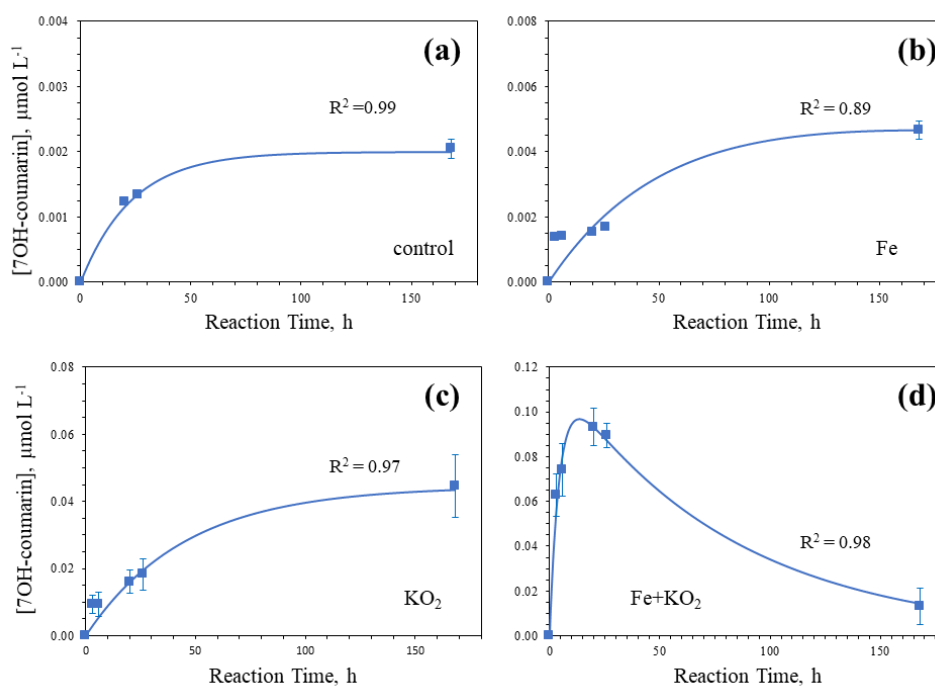 (a)
0.004
0.003
0.002
0.001
0.000
[7OH-coumarin], μmol L-1
R2 =0.99
control
0 50 100 150
Reaction Time, h
(b)
0.008
0.006
0.004
0.002
0.000
R2 = 0.89
Fe
0 50 100 150
Reaction Time, h
(c)
0.08
0.06
0.04
0.02
0.00
[7OH-coumarin], μmol L-1
R2 = 0.97
KO2
0 50 100 150
Reaction Time, h
(d)
0.12
0.10
0.08
0.06
0.04
0.02
0.00
R2 = 0.98
Fe+KO2
0 50 100 150
Reaction Time, h